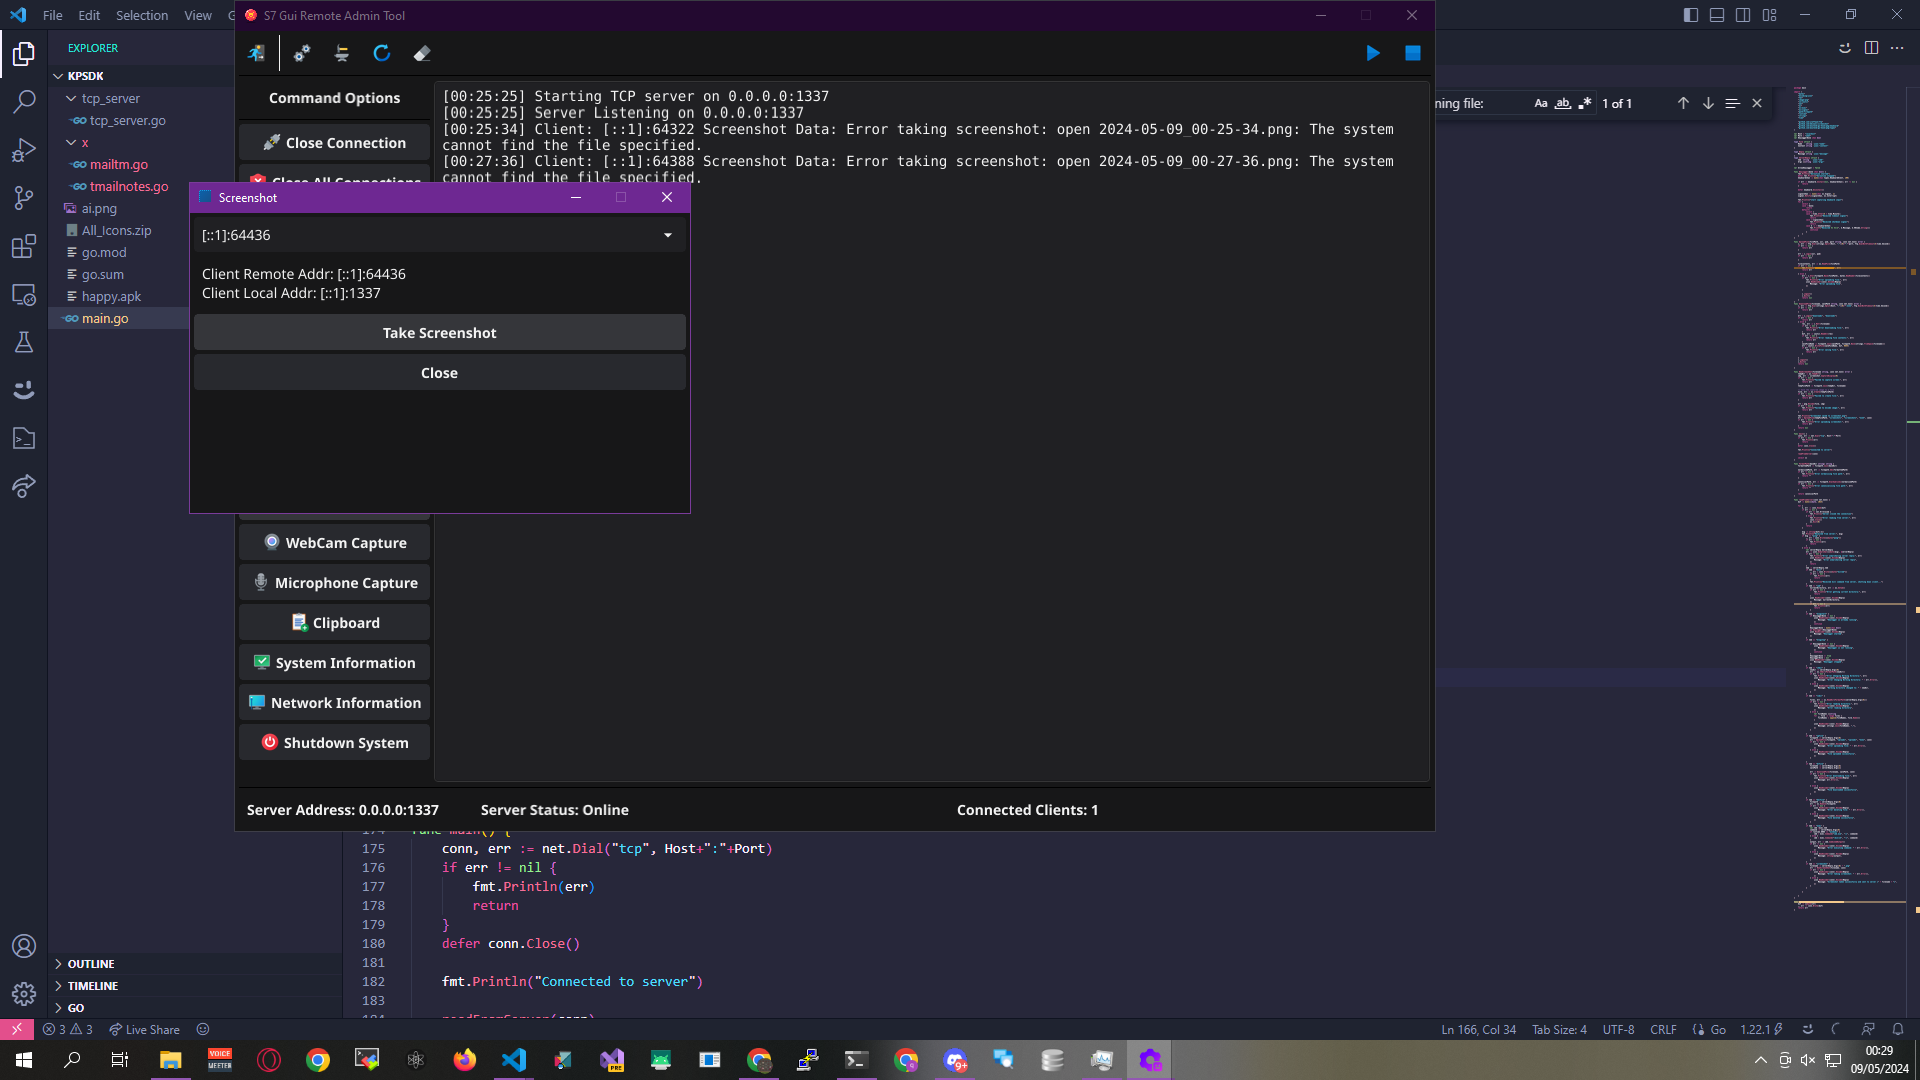 File Edit Selection View
S7 Gui Remote Admin Tool
EXPLORER
KPSDK
tcp_server
tcp_server.go
x
mailtm.go
tmailnotes.go
ai.png
All_Icons.zip
go.mod
go.sum
happy.apk
main.go
Command Options
Close Connection
Close All Connections
[00:25:25] Starting TCP server on 0.0.0.0:1337
[00:25:25] Server Listening on 0.0.0.0:1337
[00:25:34] Client: [::1]:64322 Screenshot Data: Error taking screenshot: open 2024-05-09_00-25-34.png: The system
cannot find the file specified.
[00:27:36] Client: [::1]:64388 Screenshot Data: Error taking screenshot: open 2024-05-09_00-27-36.png: The system
cannot find the file specified.
ning file:
Aa ab .* 1 of 1
Screenshot
[::1]:64436
Client Remote Addr: [::1]:64436
Client Local Addr: [::1]:1337
Take Screenshot
Close
WebCam Capture
Microphone Capture
Clipboard
System Information
Network Information
Shutdown System
Server Address: 0.0.0.0:1337 Server Status: Online Connected Clients: 1
174 func main() {
175 conn, err := net.Dial("tcp", Host+":"+Port)
176 if err != nil {
177 fmt.Println(err)
178 return
179 }
180 defer conn.Close()
181
182 fmt.Println("Connected to server")
183
OUTLINE
TIMELINE
GO
3 3 Live Share
Ln 166, Col 34 Tab Size: 4 UTF-8 CRLF Go 1.22.1
VOICE
MEETER
PRE
9+
00:29
09/05/2024